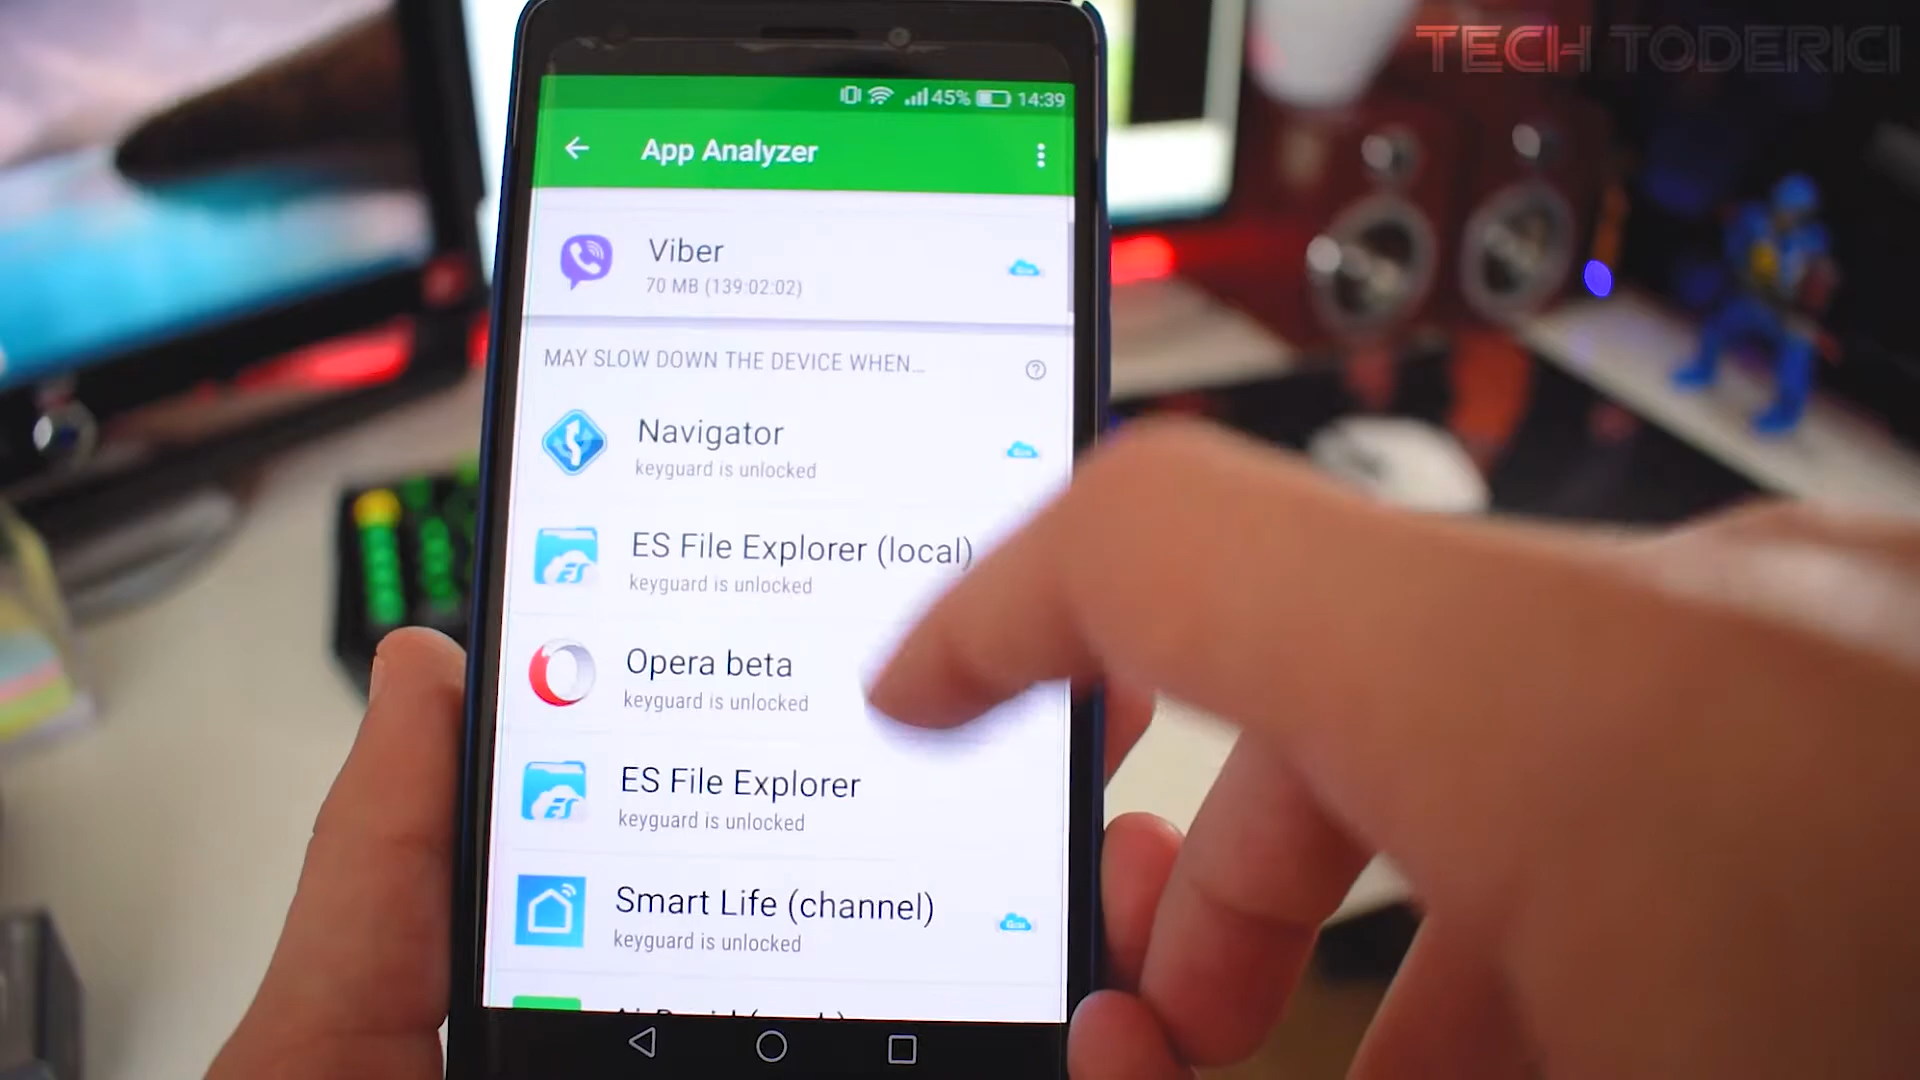 TECH TODERICI
45% 14:39
App Analyzer
Viber
70 MB (139:02:02)
MAY SLOW DOWN THE DEVICE WHEN...
Navigator
keyguard is unlocked
ES File Explorer (local)
keyguard is unlocked
Opera beta
keyguard is unlocked
ES File Explorer
keyguard is unlocked
Smart Life (channel)
keyguard is unlocked